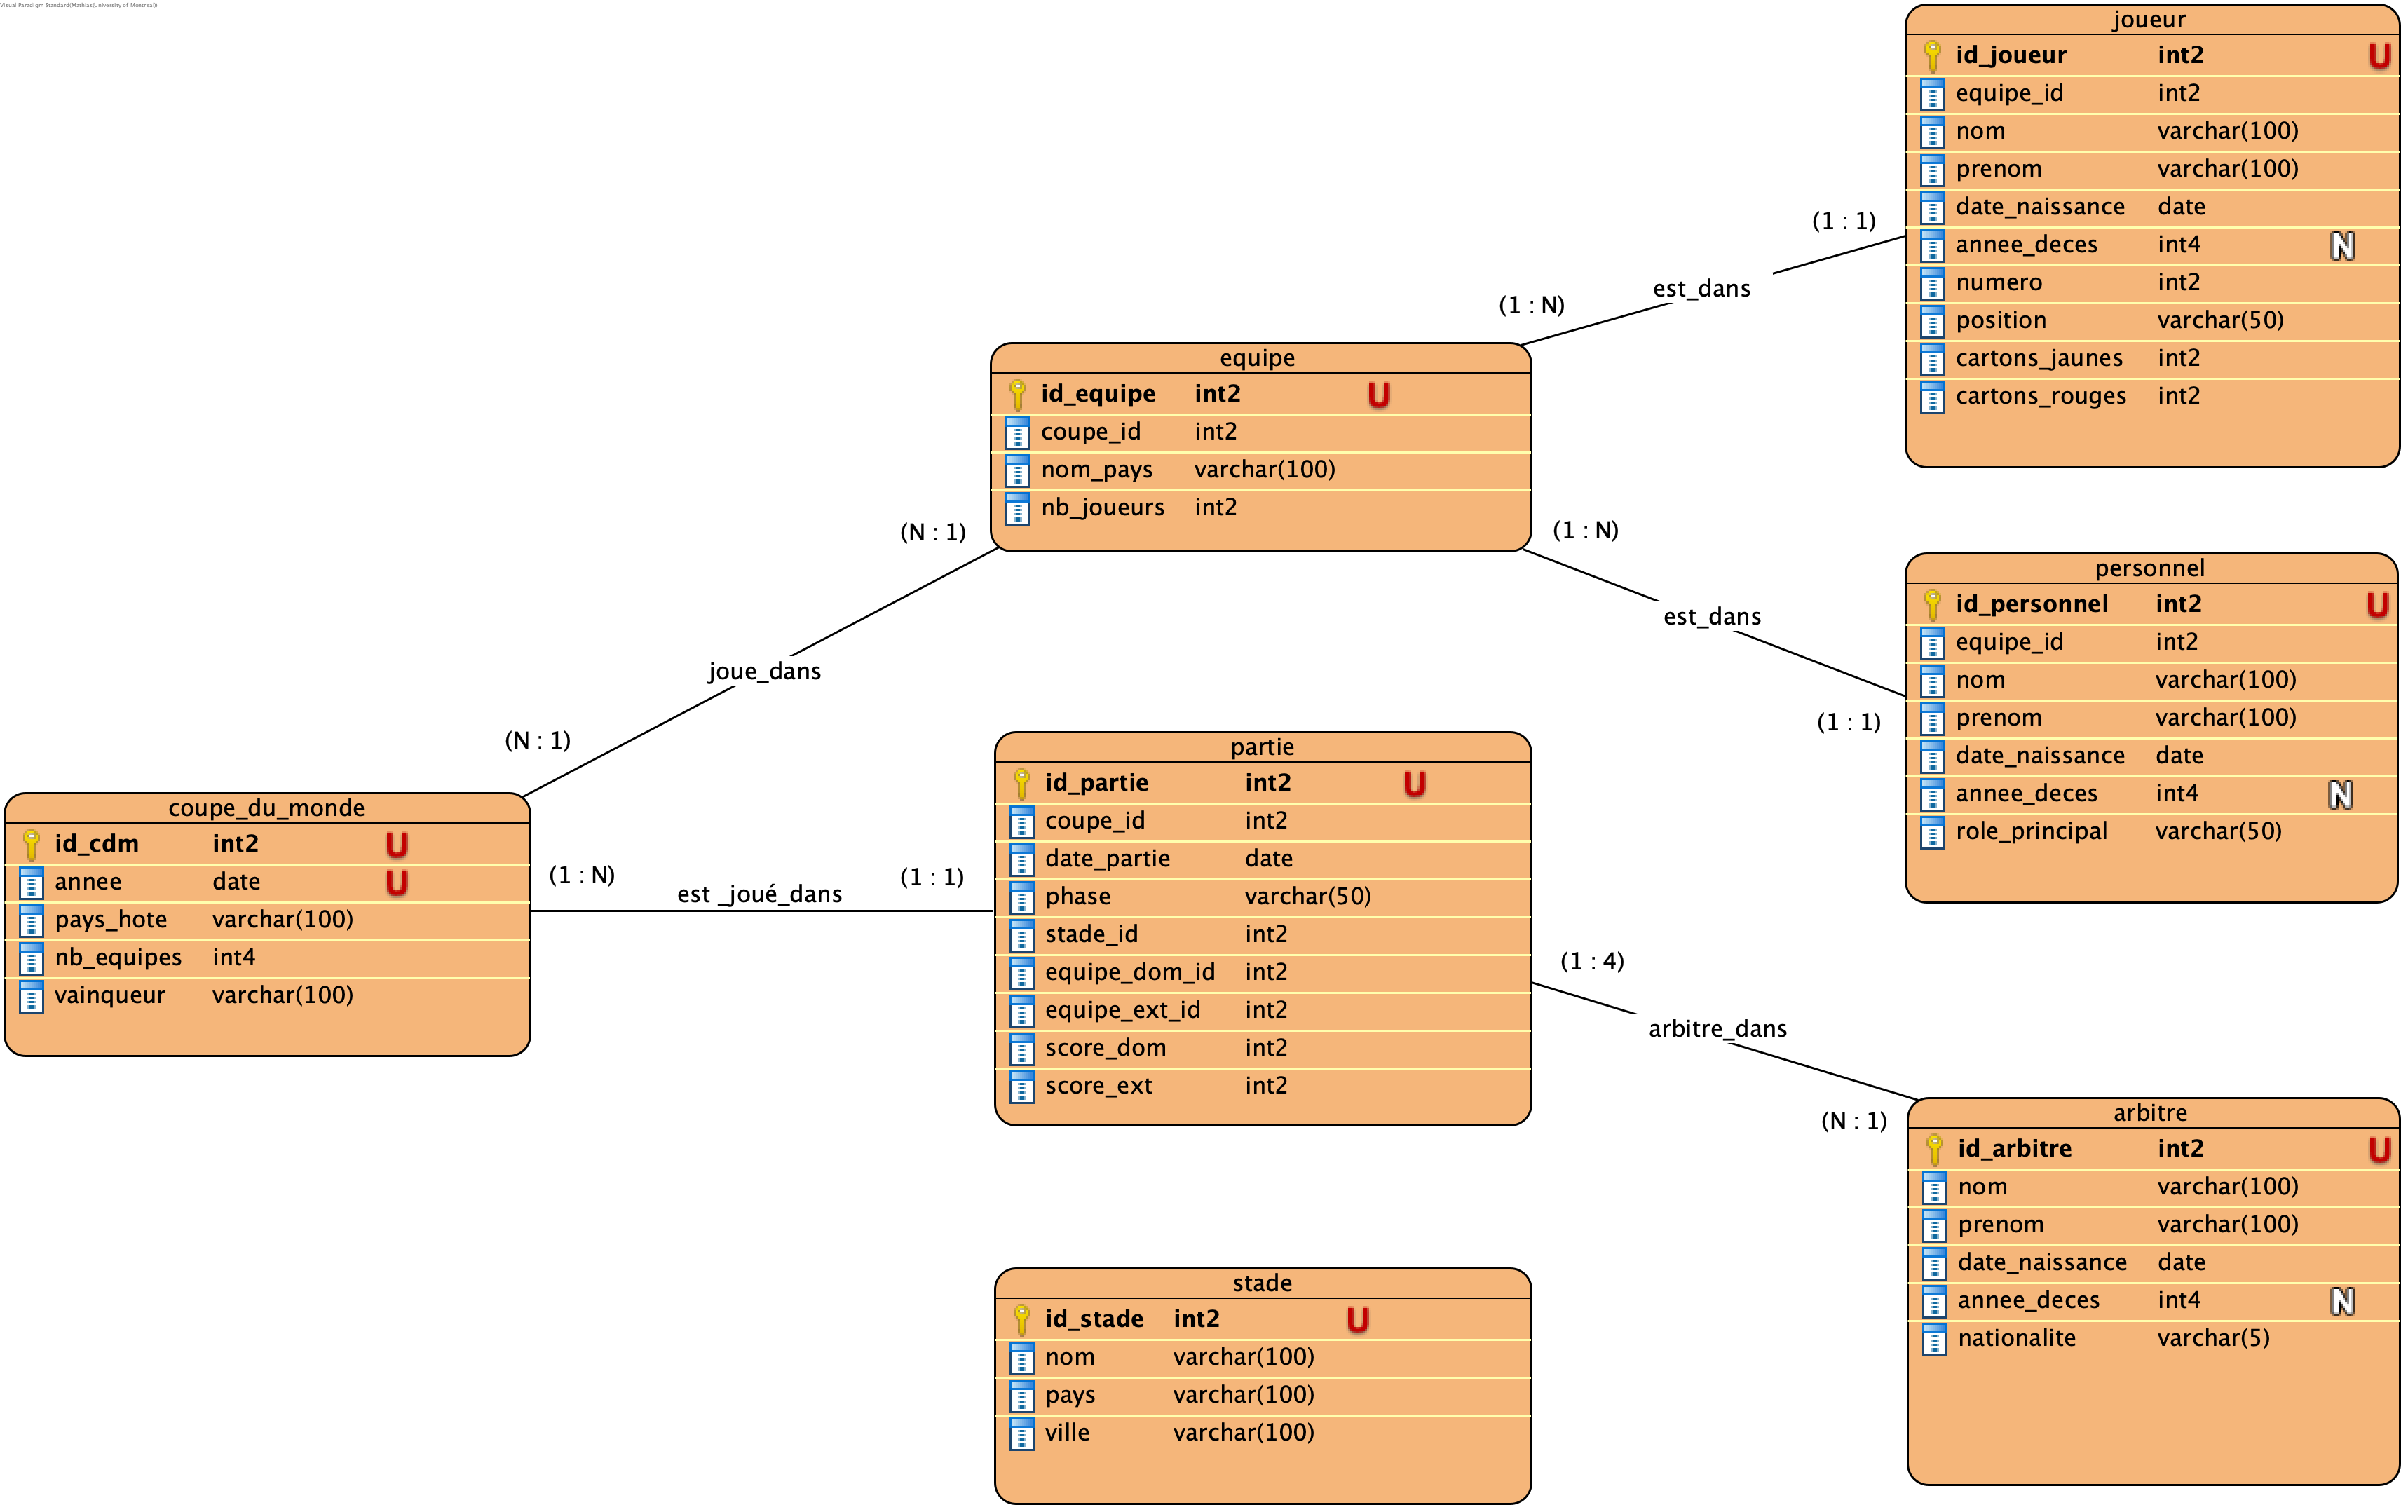 Visual Paradigm Standard(Mathias(University of Montreal))
joueur
id_joueur int2 U
equipe_id int2
nom varchar(100)
prenom varchar(100)
date_naissance date
annee_deces int4 N
numero int2
position varchar(50)
cartons_jaunes int2
cartons_rouges int2
(1 : 1)
est_dans
(1 : N)
equipe
id_equipe int2 U
coupe_id int2
nom_pays varchar(100)
nb_joueurs int2
(N : 1)
(1 : N)
est_dans
(1 : 1)
personnel
id_personnel int2 U
equipe_id int2
nom varchar(100)
prenom varchar(100)
date_naissance date
annee_deces int4 N
role_principal varchar(50)
joue_dans
(N : 1)
coupe_du_monde
id_cdm int2 U
annee date U
pays_hote varchar(100)
nb_equipes int4
vainqueur varchar(100)
(1 : N)
est _joué_dans
(1 : 1)
partie
id_partie int2 U
coupe_id int2
date_partie date
phase varchar(50)
stade_id int2
equipe_dom_id int2
equipe_ext_id int2
score_dom int2
score_ext int2
(1 : 4)
arbitre_dans
(N : 1)
arbitre
id_arbitre int2 U
nom varchar(100)
prenom varchar(100)
date_naissance date
annee_deces int4 N
nationalite varchar(5)
stade
id_stade int2 U
nom varchar(100)
pays varchar(100)
ville varchar(100)